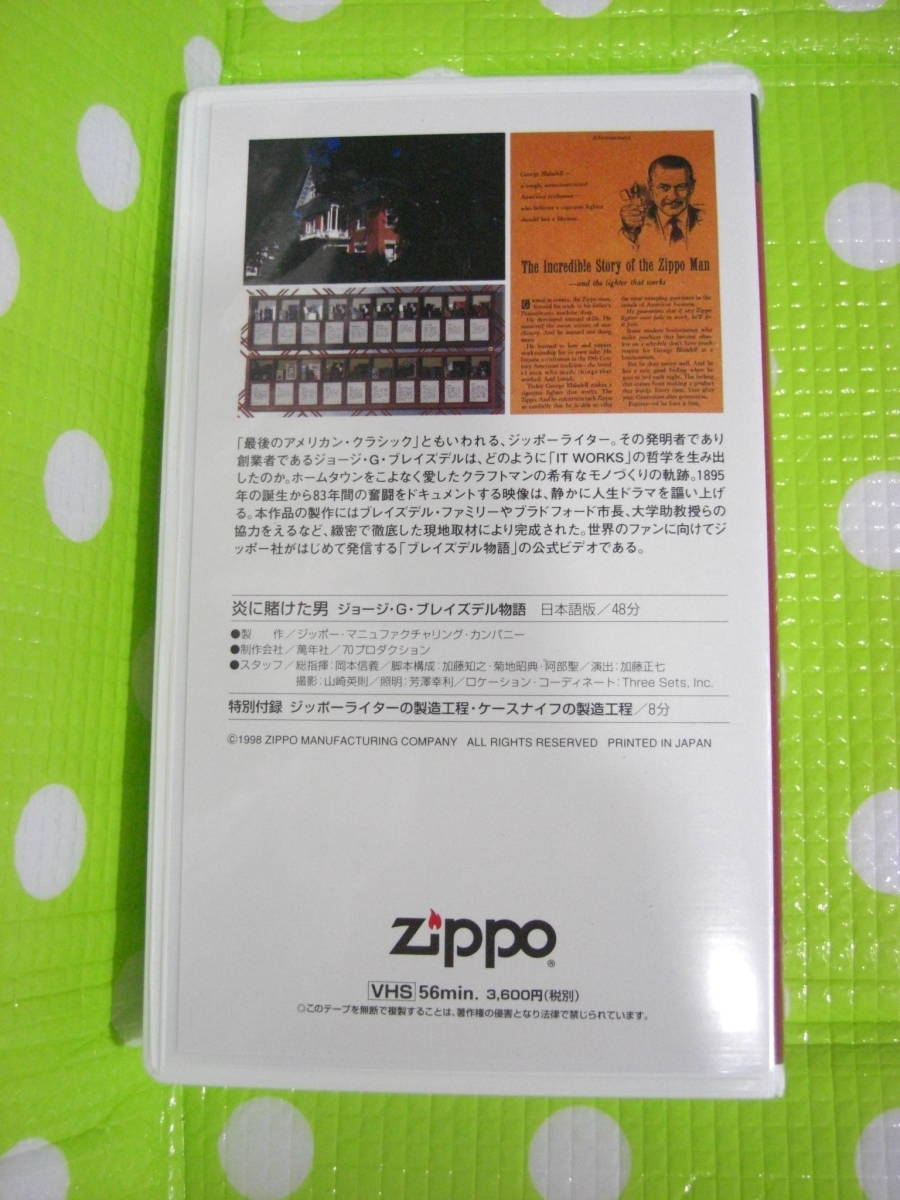 Advertisement
George Blaisdell –
a tough, unreconstructed
American craftsman
who believes a cigarette lighter
should last a lifetime.
The Incredible Story of the Zippo Man
—and the lighter that works
「最後のアメリカン・クラシック」ともいわれる、ジッポーライター。その発明者であり
創業者であるジョージ・G・ブレイズデルは、どのように「IT WORKS」の哲学を生み出
したのか。ホームタウンをこよなく愛したクラフトマンの希有なモノづくりの軌跡。1895
年の誕生から83年間の奮闘をドキュメントする映像は、静かに人生ドラマを謳い上げ
る。本作品の製作にはブレイズデル・ファミリーやブラドフォード市長、大学助教授らの
協力をえるなど、緻密で徹底した現地取材により完成された。世界のファンに向けてジ
ッポー社がはじめて発信する「ブレイズデル物語」の公式ビデオである。
炎に賭けた男 ジョージ・G・ブレイズデル物語 日本語版／48分
●製 作／ジッポー・マニュファクチャリング・カンパニー
●制作会社／萬年社／70プロダクション
●スタッフ／総指揮：岡本信義／脚本構成：加藤知之・菊地昭典・阿部聖／演出：加藤正七
撮影：山崎英則／照明：芳澤幸利／ロケーション・コーディネート：Three Sets, Inc.
特別付録 ジッポーライターの製造工程・ケースナイフの製造工程／8分
©1998 ZIPPO MANUFACTURING COMPANY ALL RIGHTS RESERVED PRINTED IN JAPAN
zippo®
VHS 56min. 3,600円（税別）
◎このテープを無断で複製することは、著作権の侵害となり法律で禁じられています。